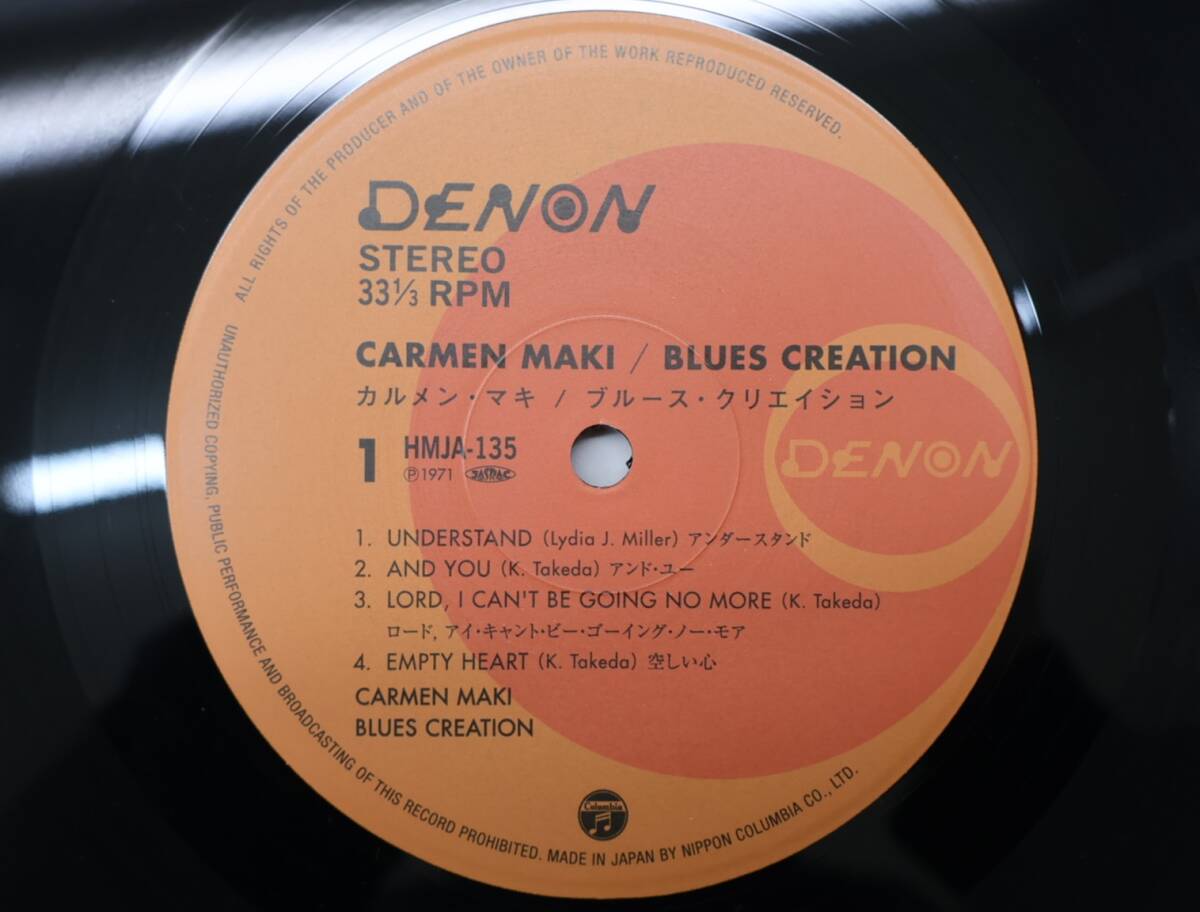 ALL RIGHTS OF THE PRODUCER AND OF THE OWNER OF THE WORK REPRODUCED RESERVED.
DENON
STEREO
33⅓ RPM
CARMEN MAKI / BLUES CREATION
カルメン・マキ / ブルース・クリエイション
1 HMJA-135
℗1971 JASRAC
DENON
1. UNDERSTAND (Lydia J. Miller) アンダースタンド
2. AND YOU (K. Takeda) アンド・ユー
3. LORD, I CAN'T BE GOING NO MORE (K. Takeda)
ロード, アイ・キャント・ビー・ゴーイング・ノー・モア
4. EMPTY HEART (K. Takeda) 空しい心
CARMEN MAKI
BLUES CREATION
Columbia
UNAUTHORIZED COPYING, PUBLIC PERFORMANCE AND BROADCASTING OF THIS RECORD PROHIBITED. MADE IN JAPAN BY NIPPON COLUMBIA CO., LTD.